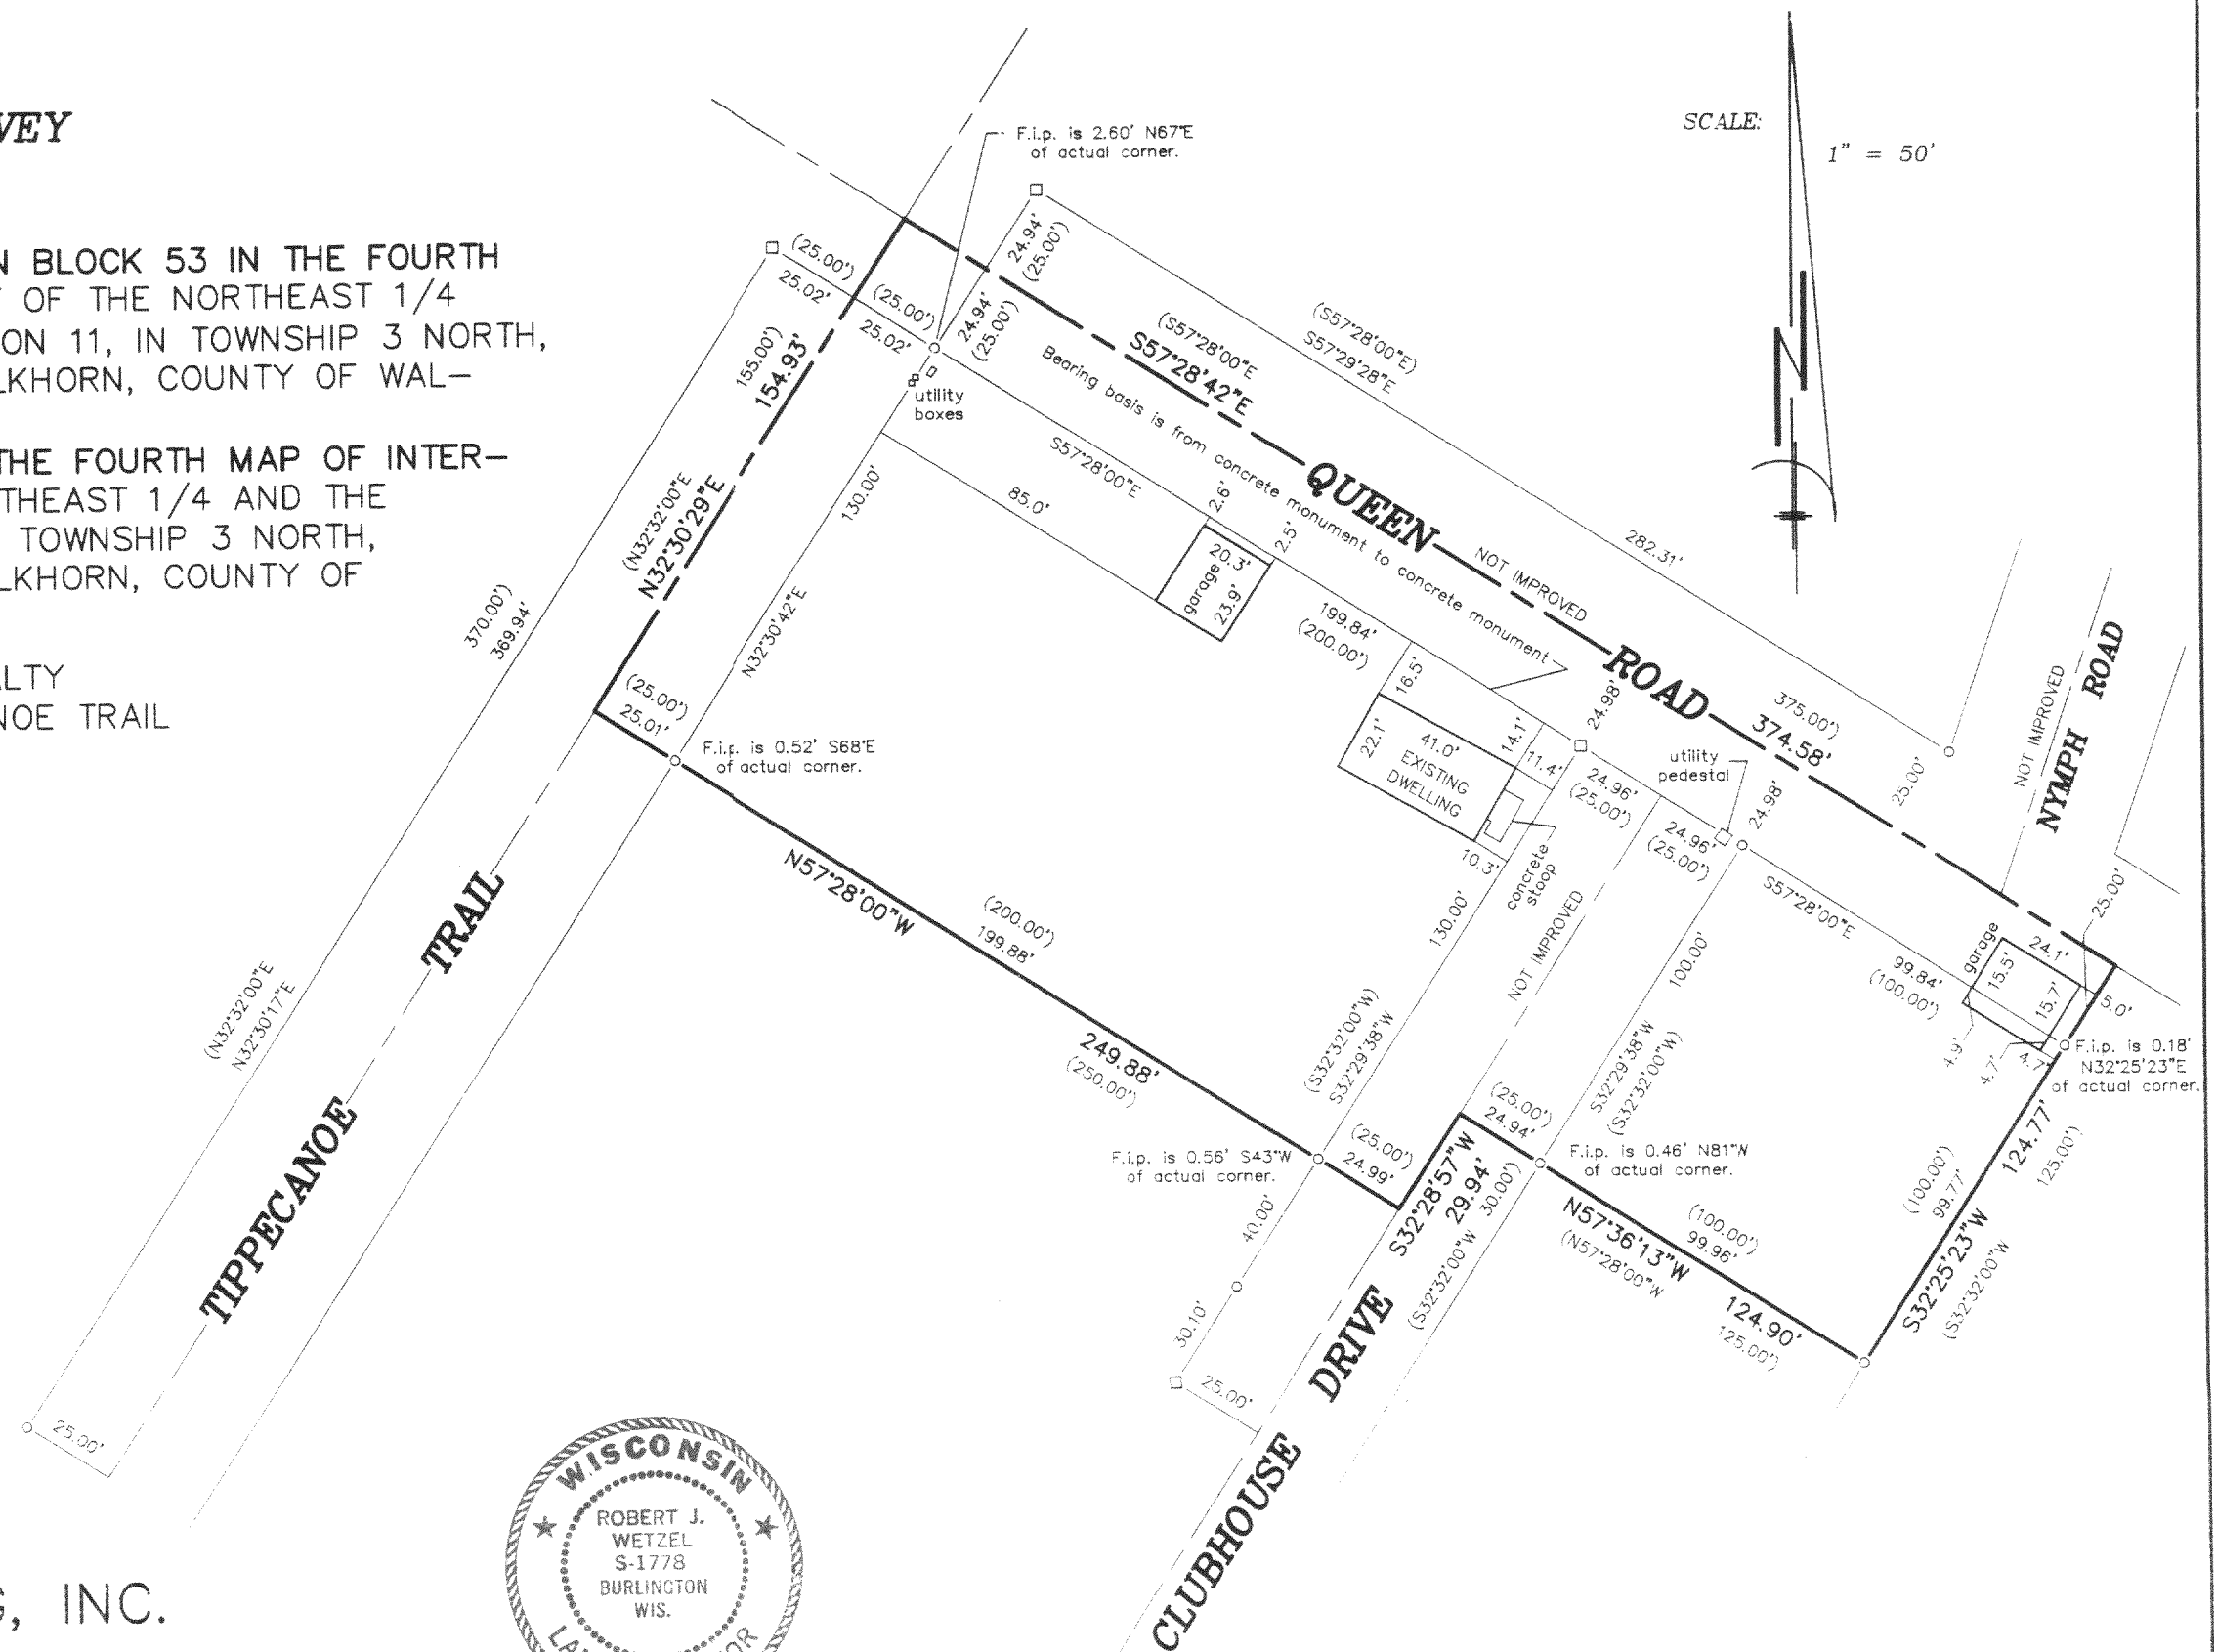 VEY
N BLOCK 53 IN THE FOURTH
OF THE NORTHEAST 1/4
ON 11, IN TOWNSHIP 3 NORTH,
LKHORN, COUNTY OF WAL-
THE FOURTH MAP OF INTER-
THEAST 1/4 AND THE
TOWNSHIP 3 NORTH,
LKHORN, COUNTY OF
ALTY
NOE TRAIL
G, INC.
F.i.p. is 2.60' N67°E
of actual corner.
SCALE:
1" = 50'
N
(25.00')
25.02'
(25.00')
25.02'
24.94'
(25.00')
24.94'
(25.00')
utility
boxes
155.00')
154.93'
(N32°32'00"E
N32°30'29"E
370.00')
369.94'
(N32°32'00"E
N32°30'17"E
130.00'
N32°30'42"E
(25.00')
25.01'
F.i.p. is 0.52' S68°E
of actual corner.
TIPPECANOE TRAIL
25.00'
(S57°28'00"E
S57°28'42"E
(S57°28'00"E)
S57°29'28"E
282.31'
Bearing basis is from concrete monument to concrete monument
QUEEN ROAD
NOT IMPROVED
375.00')
374.58'
S57°28'00"E
85.0'
2.6'
2.5'
20.3'
garage
23.9'
199.84'
(200.00')
16.5'
22.1'
41.0'
EXISTING
DWELLING
14.1'
11.4'
10.3'
concrete
stoop
24.98'
24.96'
(25.00')
utility
pedestal
24.96'
(25.00')
24.98'
25.00'
NOT IMPROVED
NYMPH ROAD
25.00'
S57°28'00"E
99.84'
(100.00')
garage
24.1'
15.5'
15.7'
5.0'
4.9'
4.7'
4.7'
F.i.p. is 0.18'
N32°25'23"E
of actual corner.
N57°28'00"W
(200.00')
199.88'
249.88'
(250.00')
130.00'
(S32°32'00"W)
S32°29'38"W
NOT IMPROVED
100.00'
S32°29'38"W
(S32°32'00"W)
F.i.p. is 0.56' S43°W
of actual corner.
(25.00')
24.99'
S32°28'57"W
29.94'
(S32°32'00"W 30.00')
(25.00')
24.94'
F.i.p. is 0.46' N81°W
of actual corner.
N57°36'13"W
(N57°28'00"W
(100.00')
99.96'
124.90'
125.00')
(100.00')
99.77'
124.77'
125.00')
S32°25'23"W
(S32°32'00"W
40.00'
30.10'
25.00'
CLUBHOUSE DRIVE
WISCONSIN
ROBERT J.
WETZEL
S-1778
BURLINGTON
WIS.